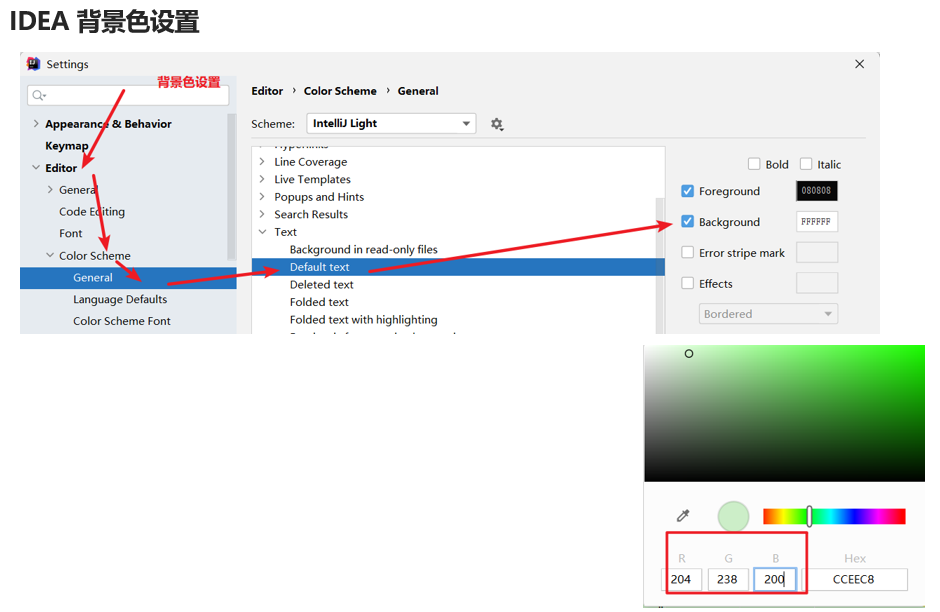 IDEA 背景色设置
Settings
背景色设置
Appearance & Behavior
Keymap
Editor
General
Code Editing
Font
Color Scheme
General
Language Defaults
Color Scheme Font
Editor › Color Scheme › General
Scheme: IntelliJ Light
Hyperlinks
Line Coverage
Live Templates
Popups and Hints
Search Results
Text
Background in read-only files
Default text
Deleted text
Folded text
Folded text with highlighting
Bold Italic
Foreground 080808
Background FFFFFF
Error stripe mark
Effects
Bordered
R G B Hex
204 238 200 CCEEC8